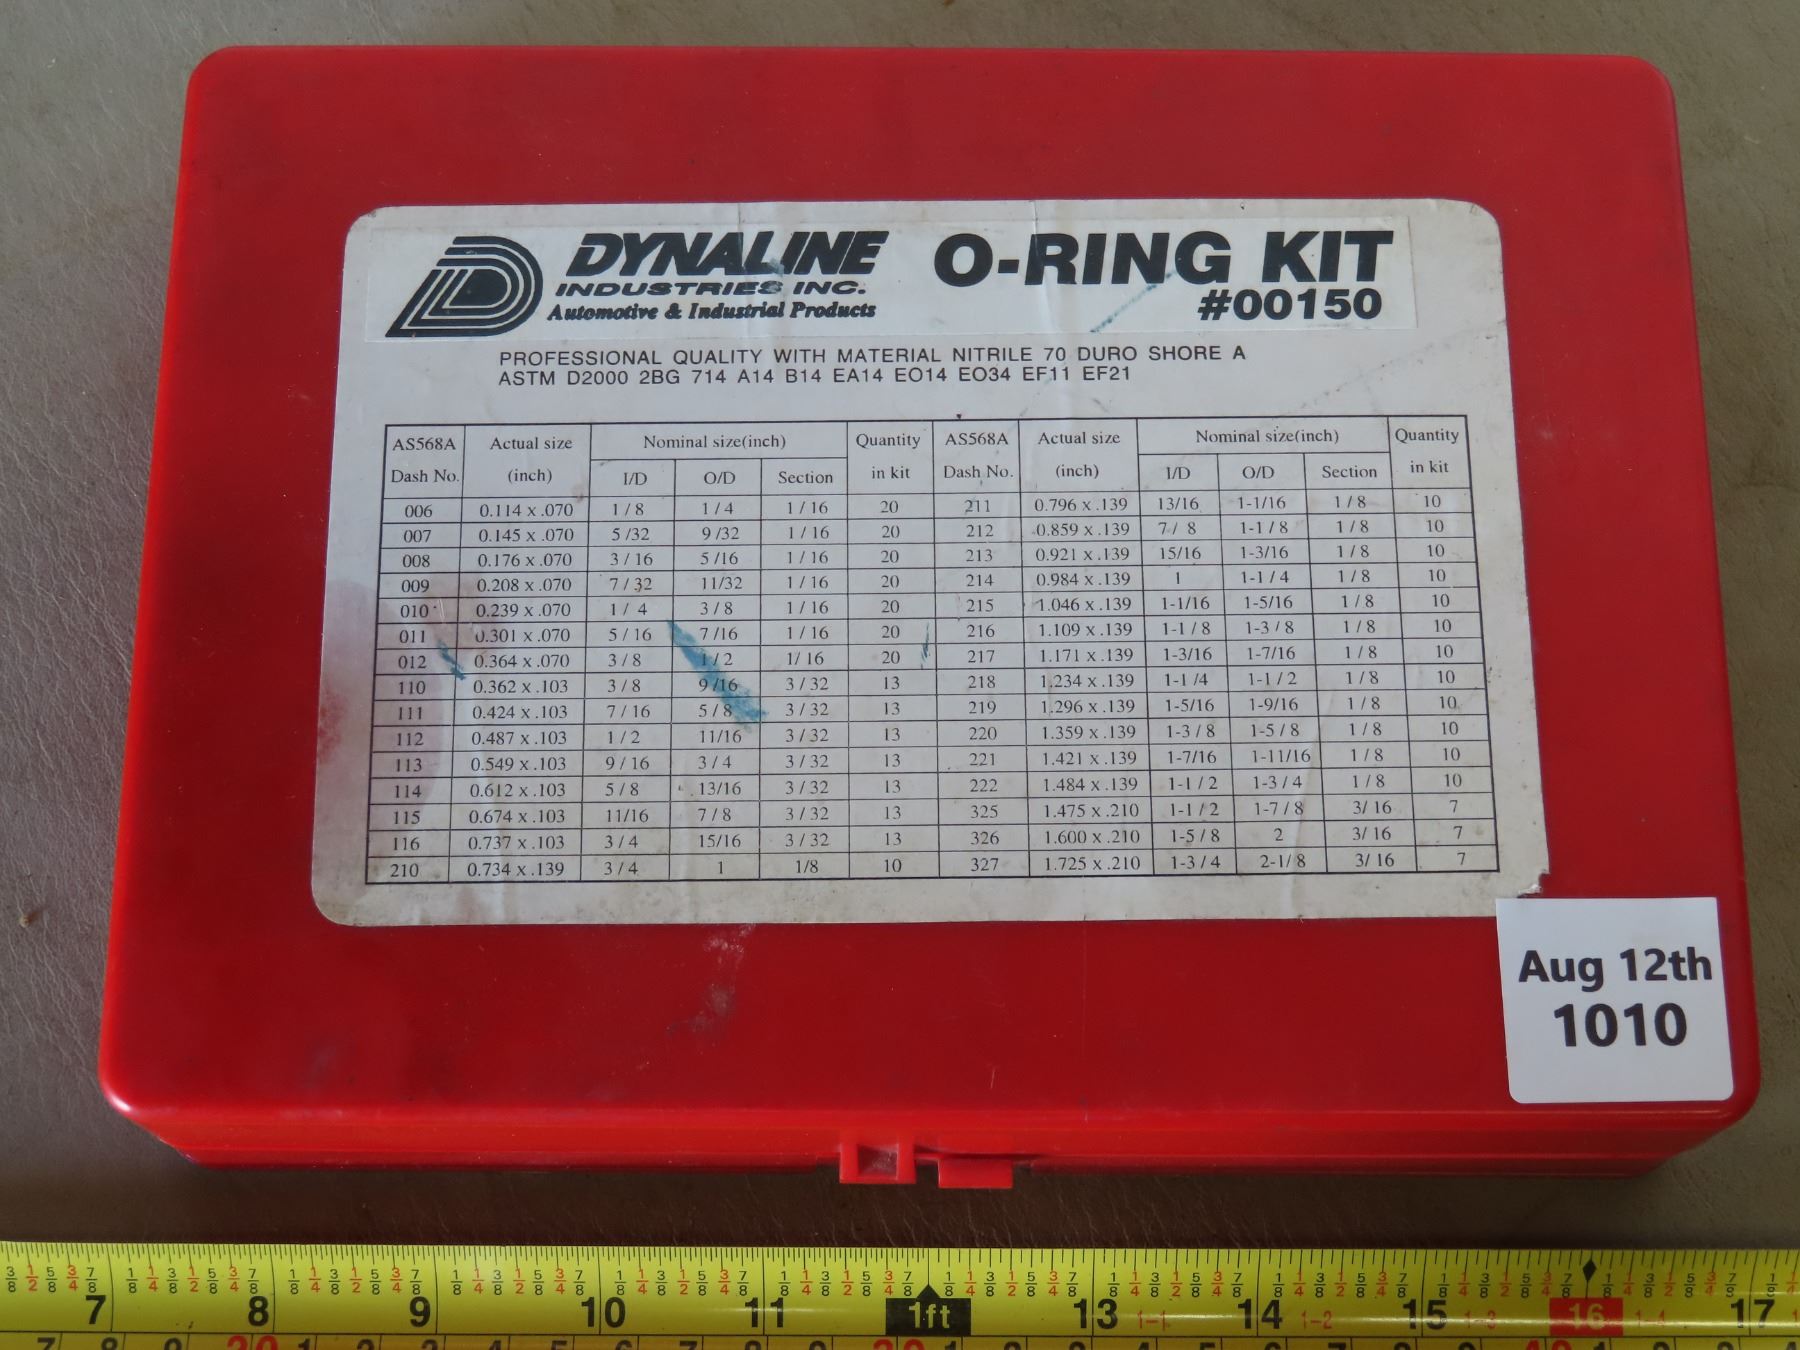 DYNALINE
INDUSTRIES INC.
Automotive & Industrial Products
O-RING KIT
#00150
PROFESSIONAL QUALITY WITH MATERIAL NITRILE 70 DURO SHORE A
ASTM D2000 2BG 714 A14 B14 EA14 EO14 EO34 EF11 EF21
AS568A Actual size Nominal size(inch) Quantity AS568A Actual size Nominal size(inch) Quantity
Dash No. (inch) I/D O/D Section in kit Dash No. (inch) I/D O/D Section in kit
006 0.114 x .070 1 / 8 1 / 4 1 / 16 20 211 0.796 x .139 13/16 1-1/16 1 / 8 10
007 0.145 x .070 5 /32 9 /32 1 / 16 20 212 0.859 x .139 7 / 8 1-1 / 8 1 / 8 10
008 0.176 x .070 3 / 16 5 /16 1 / 16 20 213 0.921 x .139 15/16 1-3/16 1 / 8 10
009 0.208 x .070 7 / 32 11/32 1 / 16 20 214 0.984 x .139 1 1-1 / 4 1 / 8 10
010 0.239 x .070 1 / 4 3 / 8 1 / 16 20 215 1.046 x .139 1-1/16 1-5/16 1 / 8 10
011 0.301 x .070 5 / 16 7 /16 1 / 16 20 216 1.109 x .139 1-1 / 8 1-3 / 8 1 / 8 10
012 0.364 x .070 3 / 8 1 / 2 1/ 16 20 217 1.171 x .139 1-3/16 1-7/16 1 / 8 10
110 0.362 x .103 3 / 8 9 /16 3 / 32 13 218 1.234 x .139 1-1 /4 1-1 / 2 1 / 8 10
111 0.424 x .103 7 / 16 5 / 8 3 / 32 13 219 1.296 x .139 1-5/16 1-9/16 1 / 8 10
112 0.487 x .103 1 / 2 11/16 3 / 32 13 220 1.359 x .139 1-3 / 8 1-5 / 8 1 / 8 10
113 0.549 x .103 9 / 16 3 / 4 3 / 32 13 221 1.421 x .139 1-7/16 1-11/16 1 / 8 10
114 0.612 x .103 5 / 8 13/16 3 / 32 13 222 1.484 x .139 1-1 / 2 1-3 / 4 1 / 8 10
115 0.674 x .103 11/16 7 / 8 3 / 32 13 325 1.475 x .210 1-1 / 2 1-7 / 8 3/ 16 7
116 0.737 x .103 3 / 4 15/16 3 / 32 13 326 1.600 x .210 1-5 / 8 2 3/ 16 7
210 0.734 x .139 3 / 4 1 1/8 10 327 1.725 x .210 1-3 / 4 2-1/ 8 3/ 16 7
Aug 12th
1010
7 8 9 10 11 1ft 13 14 15 16 17